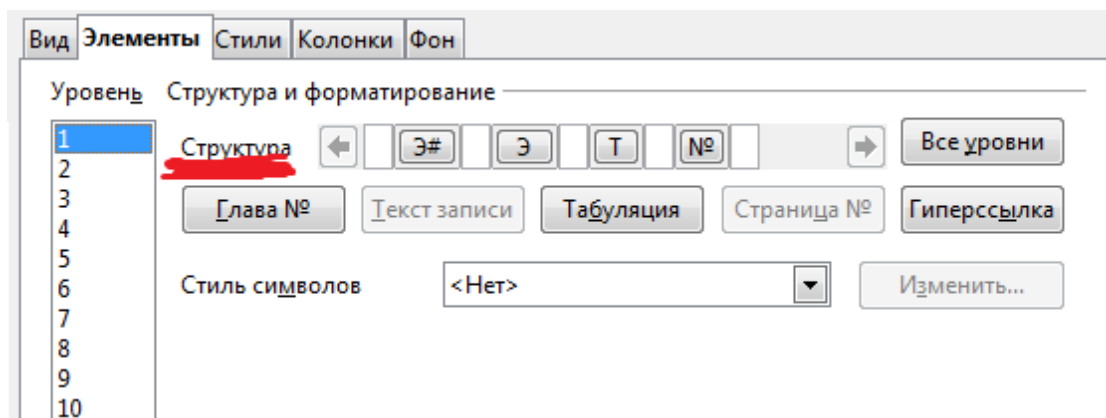 Вид Элементы Стили Колонки Фон
Уровень Структура и форматирование
1 Структура Э# Э Т № Все уровни
2
3 Глава № Текст записи Табуляция Страница № Гиперссылка
4
5
6 Стиль символов <Нет> Изменить...
7
8
9
10